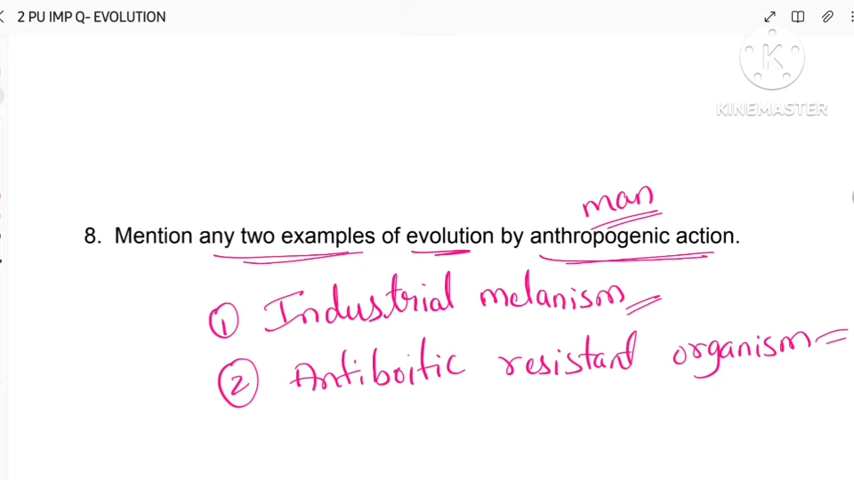 2 PU IMP Q- EVOLUTION
K
KINEMASTER
man
8. Mention any two examples of evolution by anthropogenic action.
① Industrial melanism
② Antiboitic resistant organism